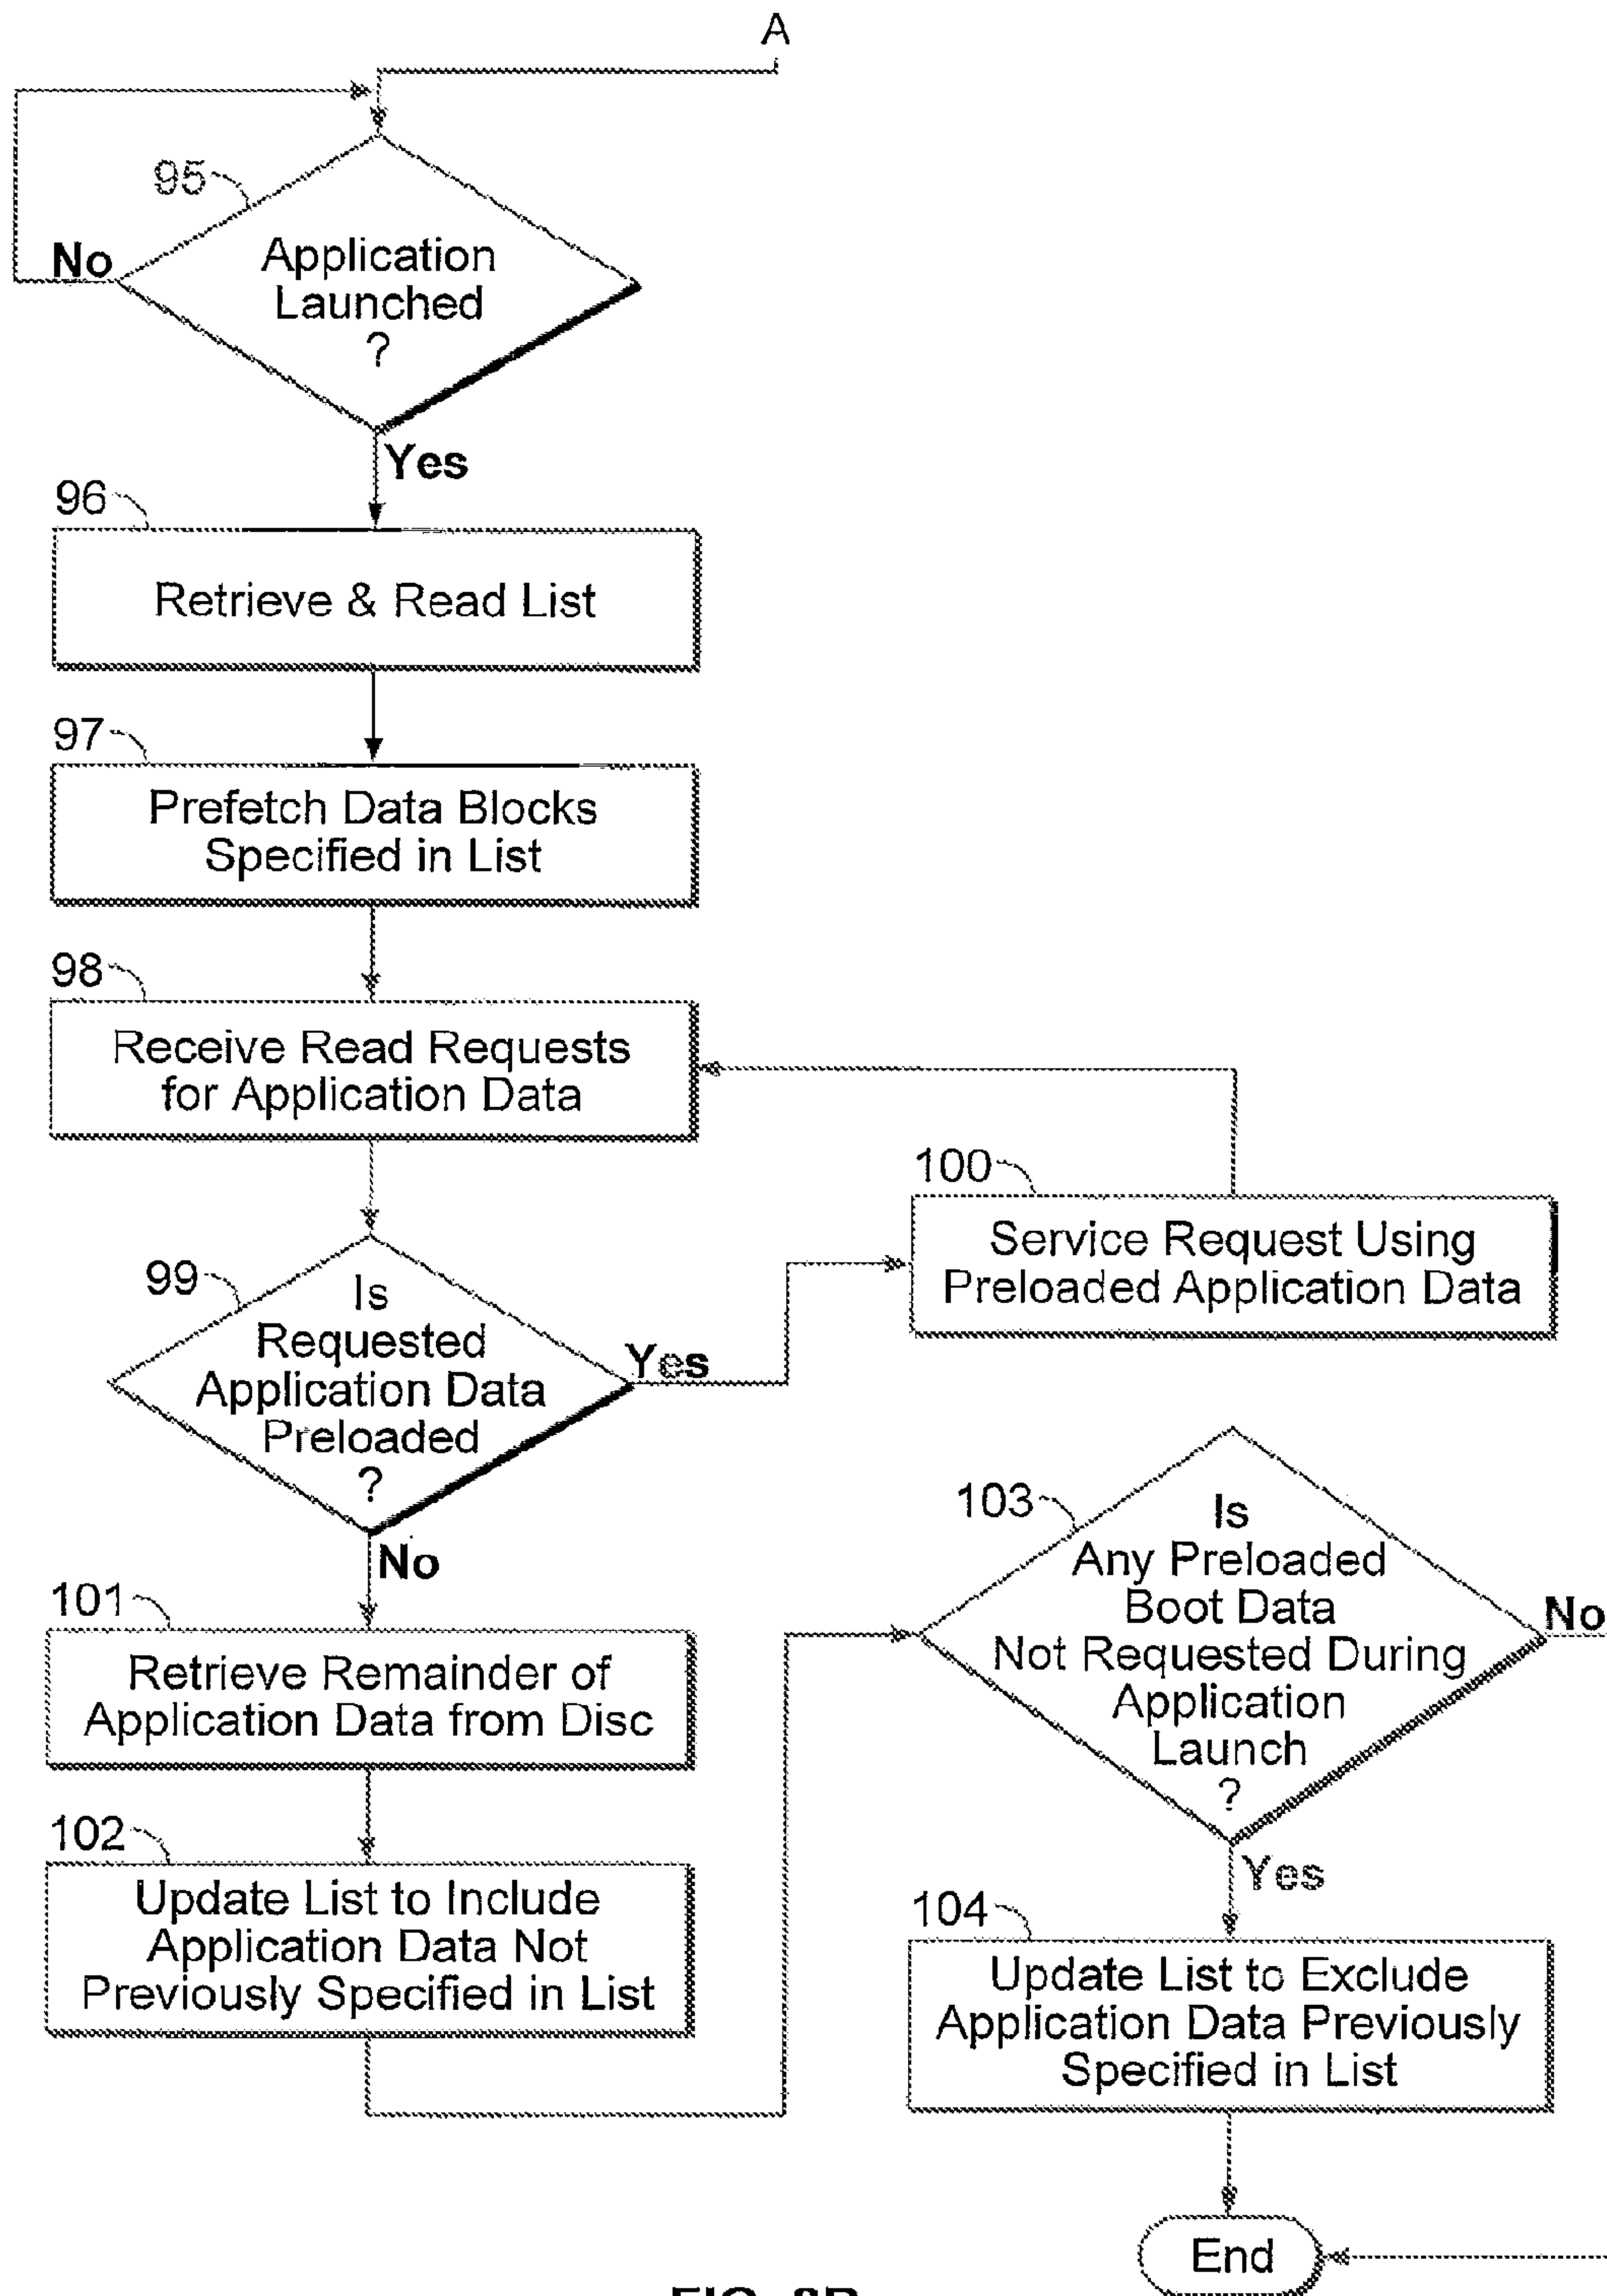 A
95
No
Application
Launched
?
Yes
96
Retrieve & Read List
97
Prefetch Data Blocks
Specified in List
98
Receive Read Requests
for Application Data
99
Is
Requested
Application Data
Preloaded
?
Yes
100
Service Request Using
Preloaded Application Data
No
101
Retrieve Remainder of
Application Data from Disc
102
Update List to Include
Application Data Not
Previously Specified in List
103
Is
Any Preloaded
Boot Data
Not Requested During
Application
Launch
?
No
Yes
104
Update List to Exclude
Application Data Previously
Specified in List
End